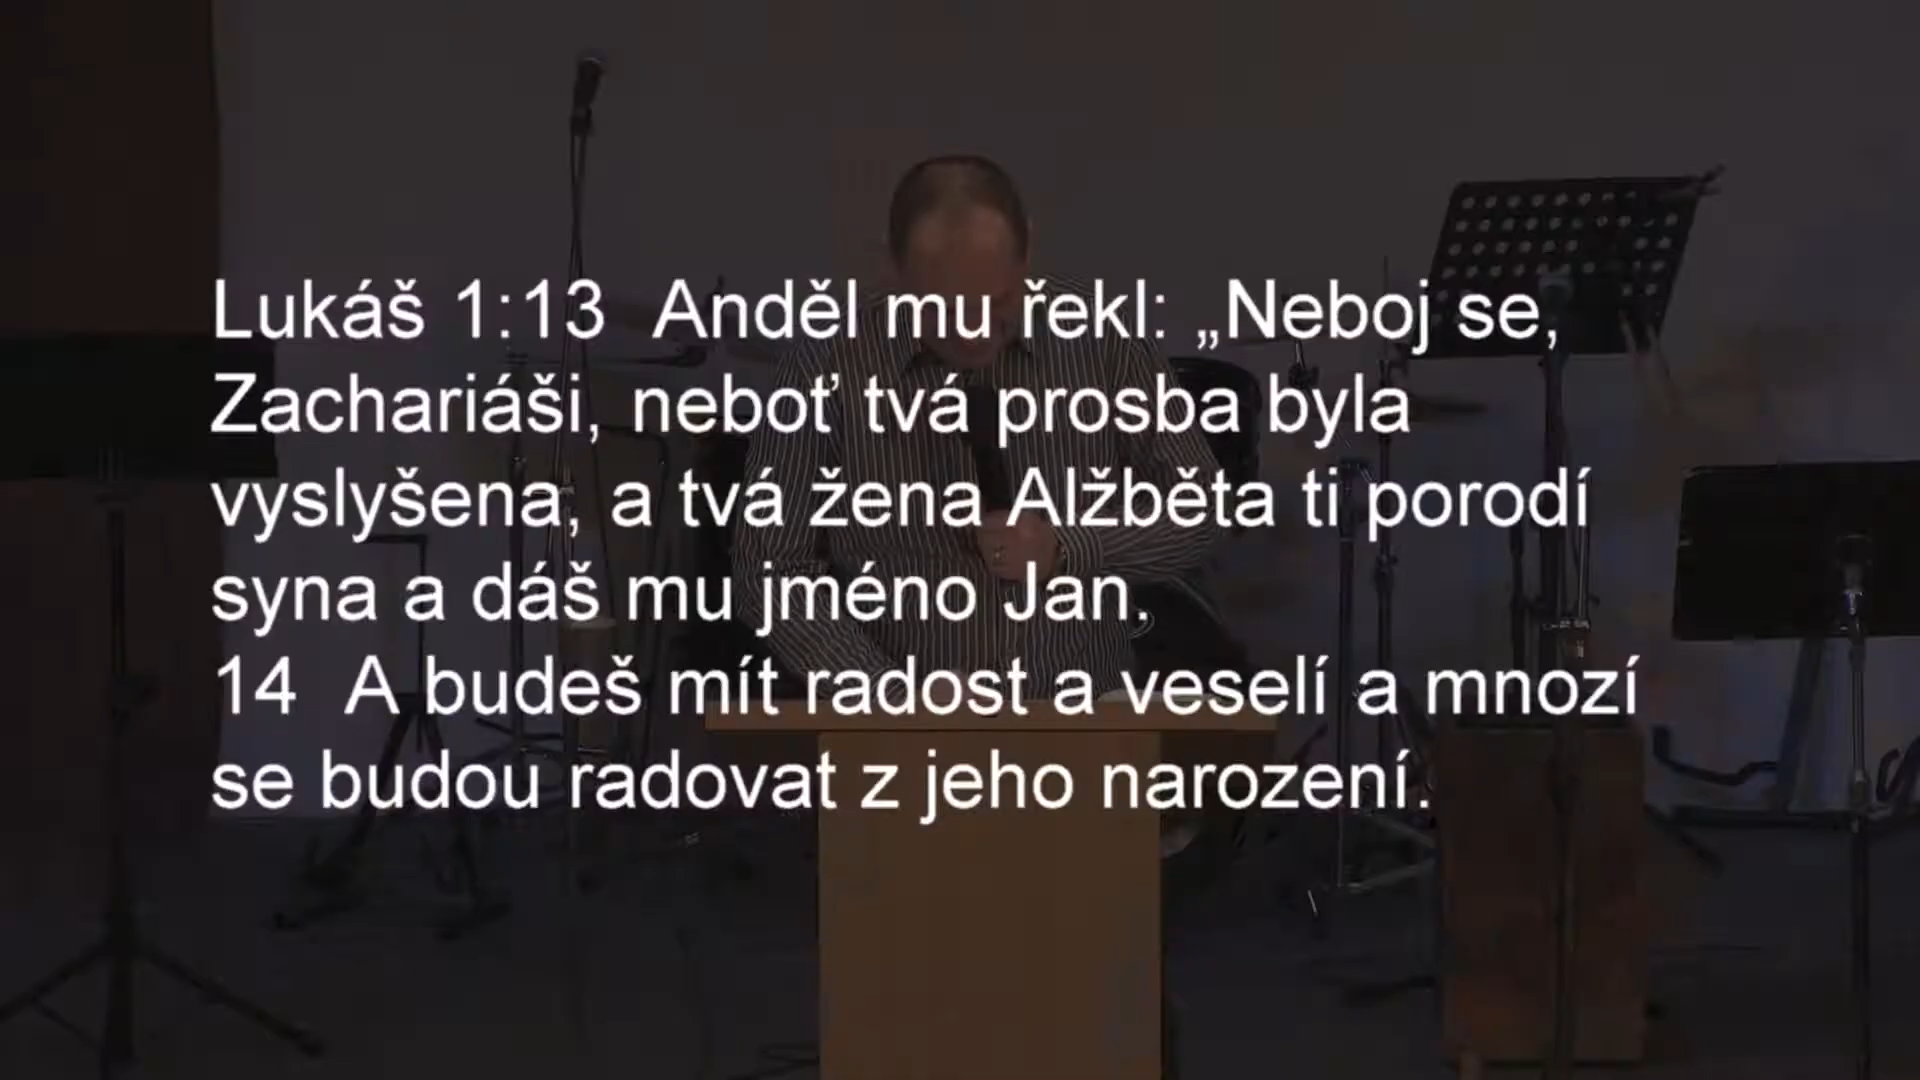 Lukáš 1:13  Anděl mu řekl: „Neboj se,
Zachariáši, neboť tvá prosba byla
vyslyšena, a tvá žena Alžběta ti porodí
syna a dáš mu jméno Jan.
14  A budeš mít radost a veselí a mnozí
se budou radovat z jeho narození.